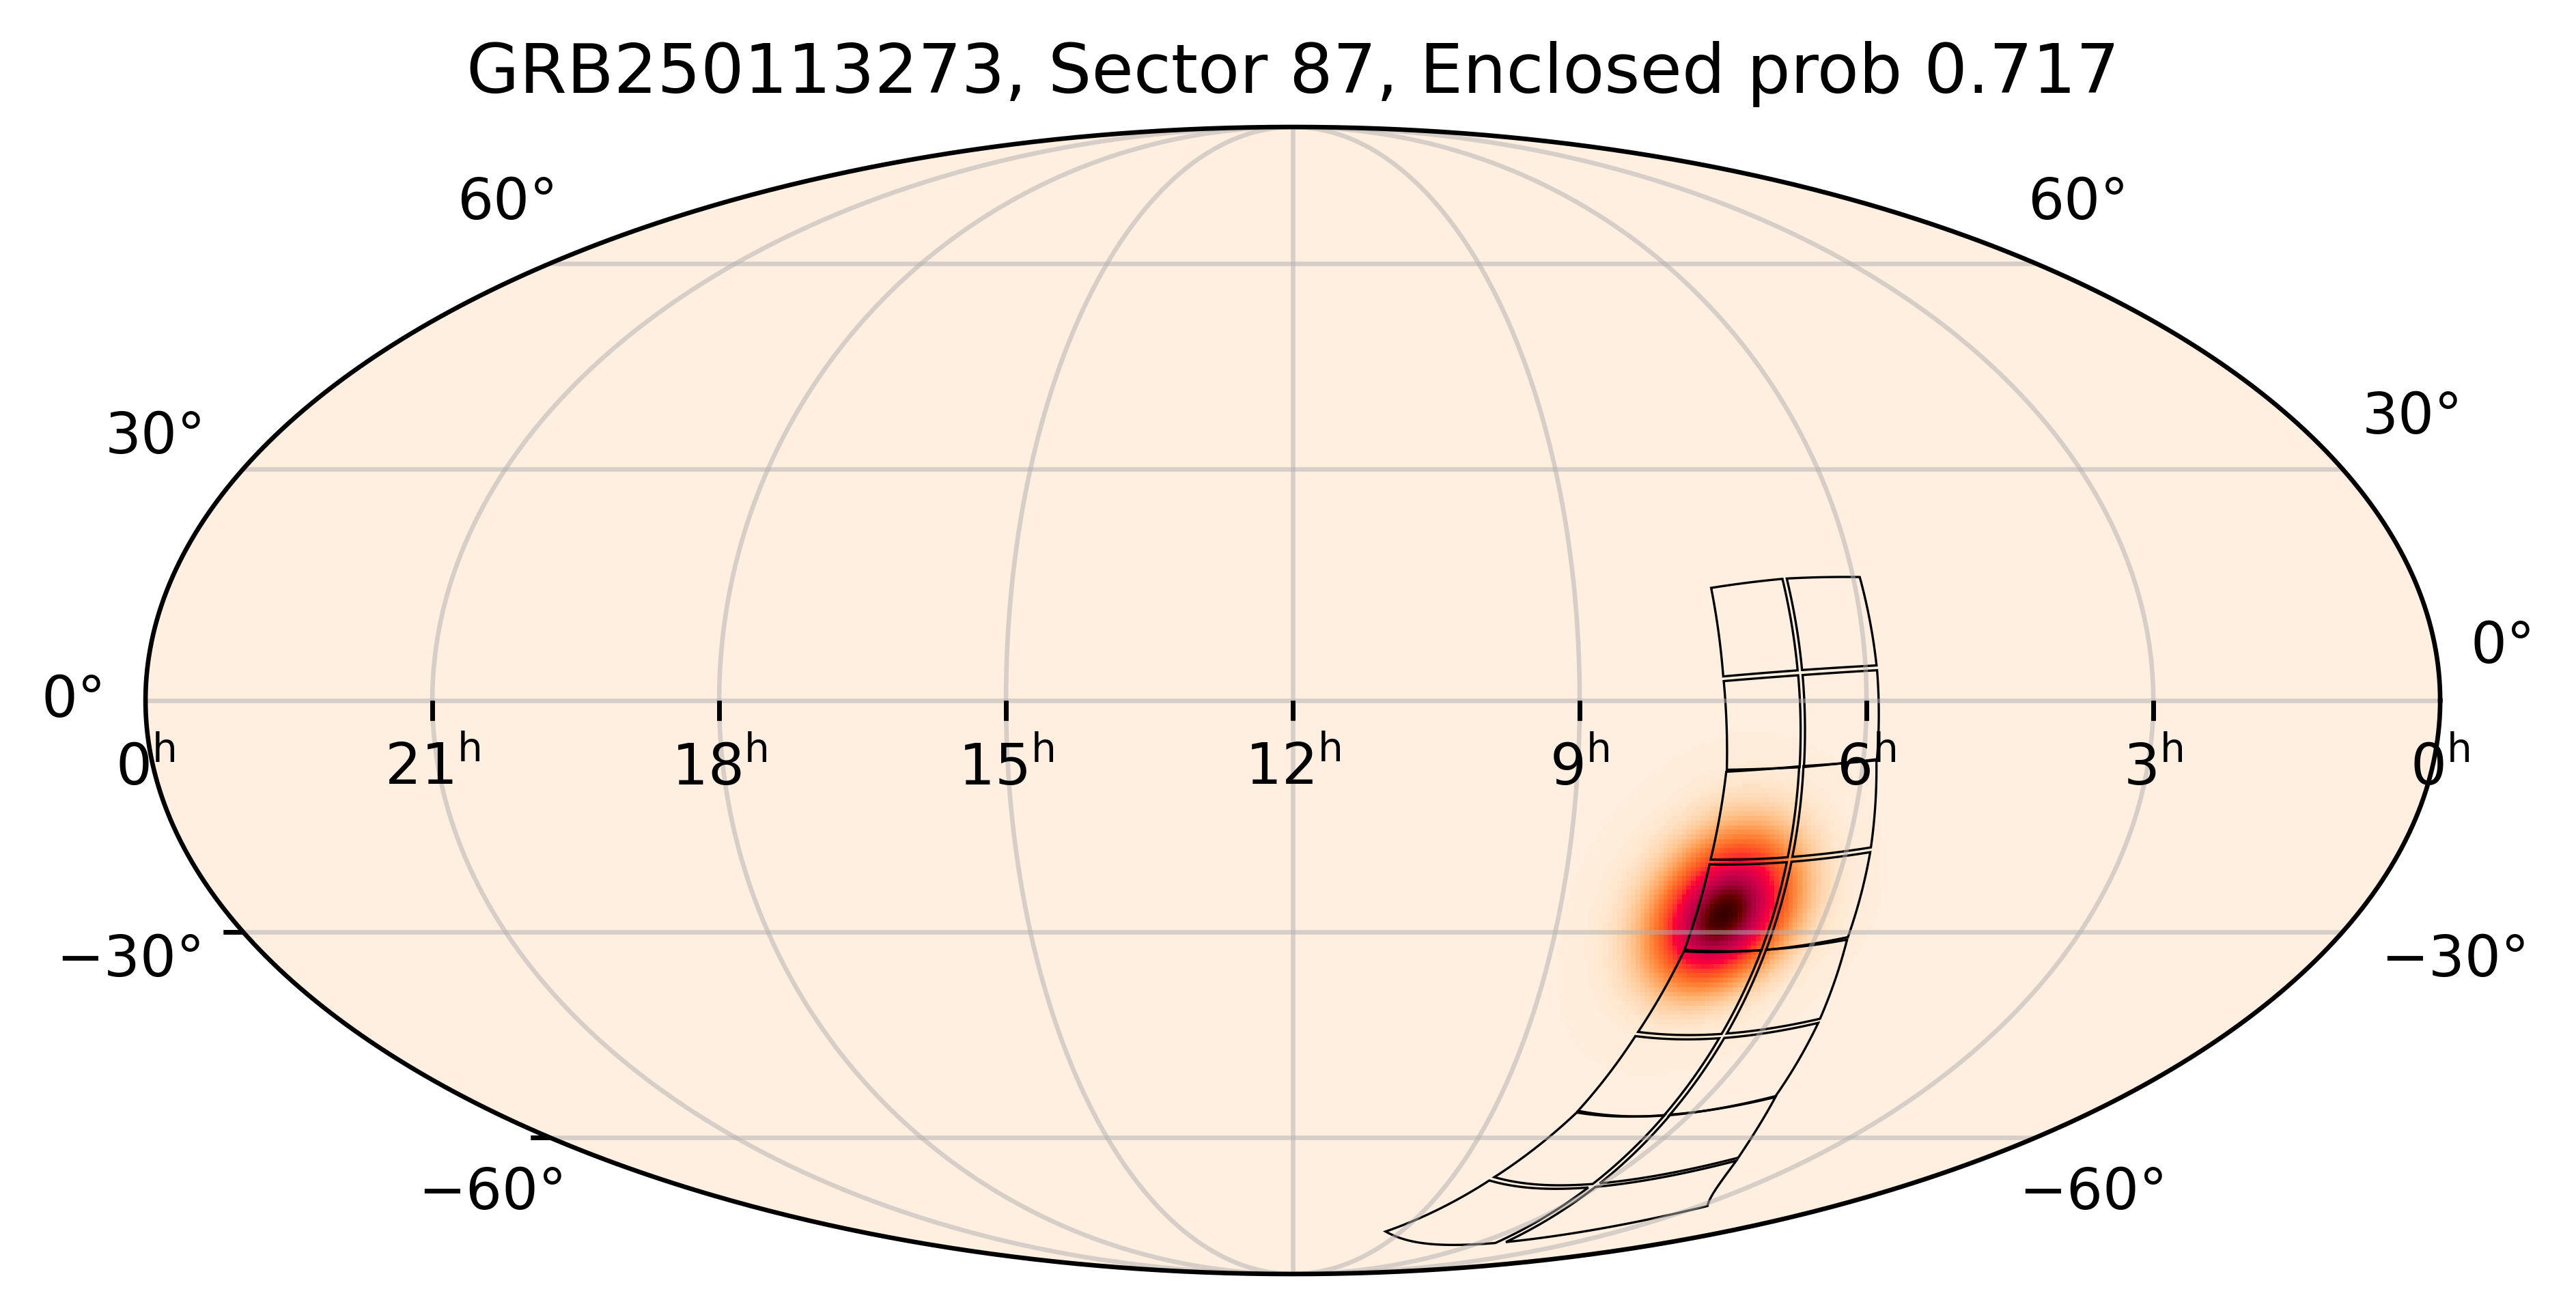 GRB250113273, Sector 87, Enclosed prob 0.717
60° 60°
30° 30°
0° 0°
0h 21h 18h 15h 12h 9h 6h 3h 0h
−30° −30°
−60° −60°